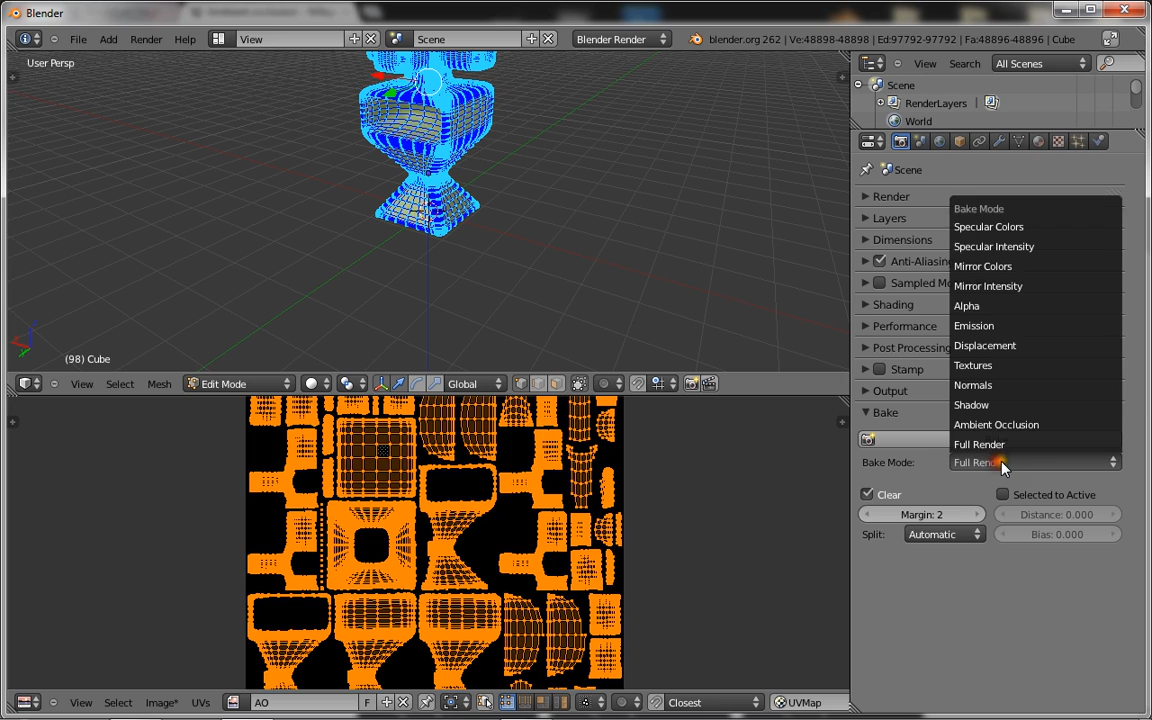 Blender
File Add Render Help View Scene Blender Render blender.org 262 | Ve:48898-48898 | Ed:97792-97792 | Fa:48896-48896 | Cube
User Persp
(98) Cube
View Select Mesh Edit Mode Global
View Select Image* UVs AO F Closest UVMap
View Search All Scenes
Scene
RenderLayers |
World
Scene
Render
Layers
Dimensions
Anti-Aliasing
Sampled Mo
Shading
Performance
Post Processing
Stamp
Output
Bake
Bake Mode
Specular Colors
Specular Intensity
Mirror Colors
Mirror Intensity
Alpha
Emission
Displacement
Textures
Normals
Shadow
Ambient Occlusion
Full Render
Bake Mode: Full Ren
Clear Selected to Active
Margin: 2 Distance: 0.000
Split: Automatic Bias: 0.000